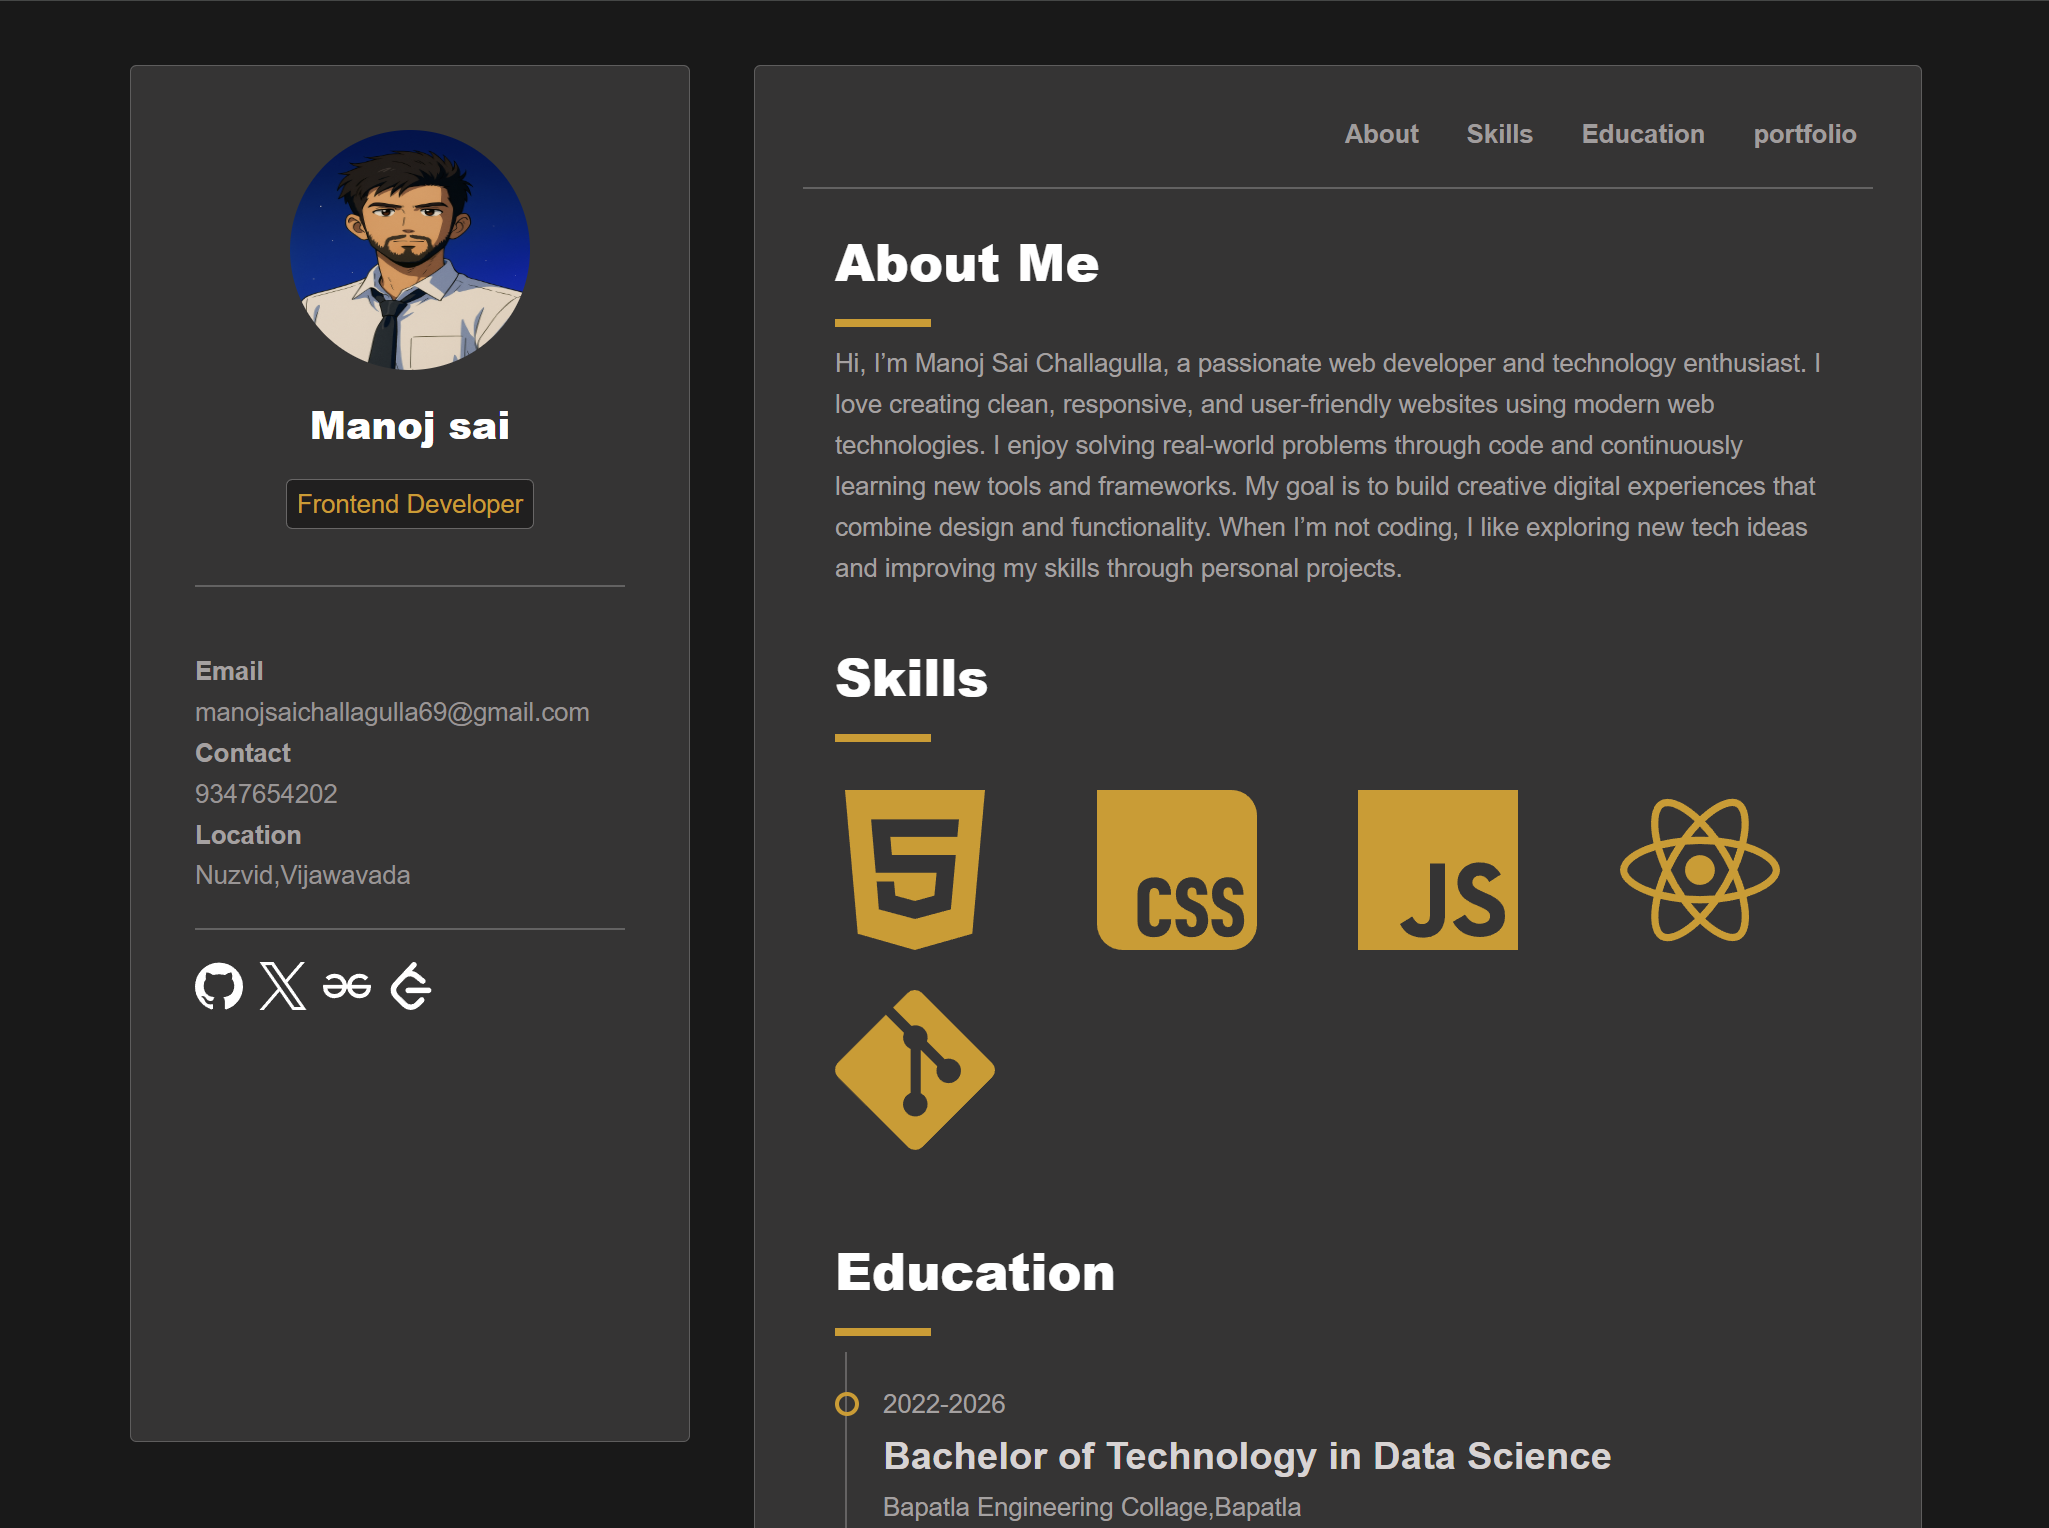 Manoj sai
Frontend Developer
Email
manojsaichallagulla69@gmail.com
Contact
9347654202
Location
Nuzvid,Vijawavada
About
Skills
Education
portfolio
About Me
Hi, I’m Manoj Sai Challagulla, a passionate web developer and technology enthusiast. I
love creating clean, responsive, and user-friendly websites using modern web
technologies. I enjoy solving real-world problems through code and continuously
learning new tools and frameworks. My goal is to build creative digital experiences that
combine design and functionality. When I’m not coding, I like exploring new tech ideas
and improving my skills through personal projects.
Skills
5
CSS
JS
Education
2022-2026
Bachelor of Technology in Data Science
Bapatla Engineering Collage,Bapatla